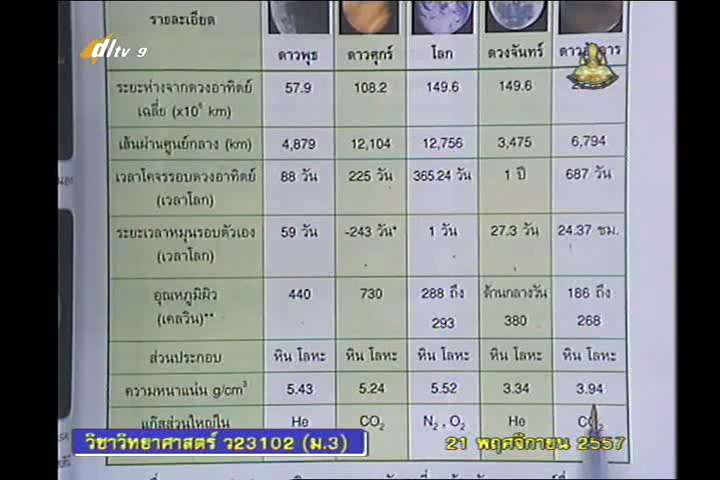 dltv 9
รายละเอียด
ดาวพุธ ดาวศุกร์ โลก ดวงจันทร์
ระยะห่างจากดวงอาทิตย์ 57.9 108.2 149.6 149.6
เฉลี่ย (x10⁶ km)
เส้นผ่านศูนย์กลาง (km) 4,879 12,104 12,756 3,475 6,794
เวลาโคจรรอบดวงอาทิตย์ 88 วัน 225 วัน 365.24 วัน 1 ปี 687 วัน
(เวลาโลก)
ระยะเวลาหมุนรอบตัวเอง 59 วัน -243 วัน* 1 วัน 27.3 วัน 24.37 ชม.
(เวลาโลก)
อุณหภูมิผิว 440 730 288 ถึง ด้านกลางวัน 186 ถึง
(เคลวิน)** 293 380 268
ส่วนประกอบ หิน โลหะ หิน โลหะ หิน โลหะ หิน โลหะ หิน โลหะ
ความหนาแน่น g/cm³ 5.43 5.24 5.52 3.34 3.94
แก๊สส่วนใหญ่ใน He CO₂ N₂, O₂ He
วิชาวิทยาศาสตร์ ว23102 (ม.3) 21 พฤศจิกายน 2557